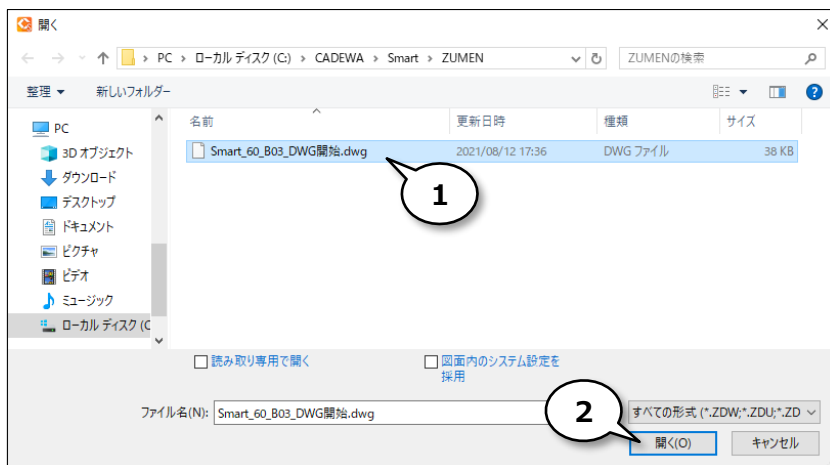 開く
PC > ローカル ディスク (C:) > CADEWA > Smart > ZUMEN
ZUMENの検索
整理
新しいフォルダー
名前 更新日時 種類 サイズ
Smart_60_B03_DWG開始.dwg 2021/08/12 17:36 DWG ファイル 38 KB
1
PC
3D オブジェクト
ダウンロード
デスクトップ
ドキュメント
ピクチャ
ビデオ
ミュージック
ローカル ディスク (C
読み取り専用で開く
図面内のシステム設定を
採用
ファイル名(N): Smart_60_B03_DWG開始.dwg
すべての形式 (*.ZDW;*.ZDU;*.ZD
2
開く(O) キャンセル